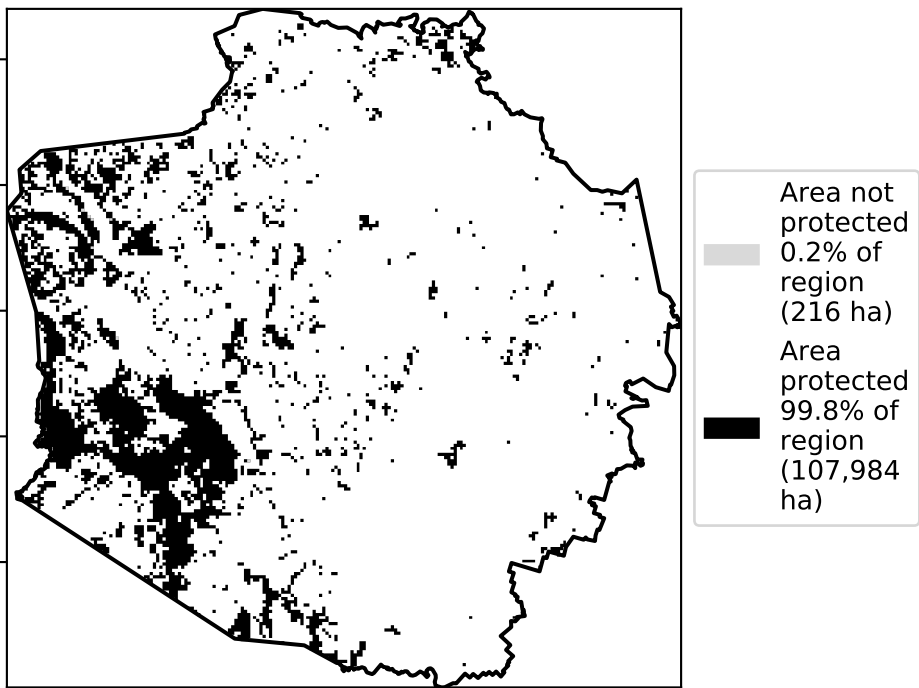 Area not
protected
0.2% of
region
(216 ha)
Area
protected
99.8% of
region
(107,984
ha)